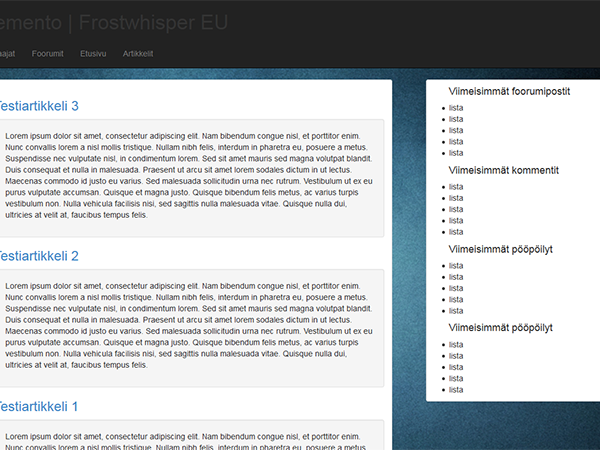 emento | Frostwhisper EU
aajat Foorumit Etusivu Artikkelit
Testiartikkeli 3
Lorem ipsum dolor sit amet, consectetur adipiscing elit. Nam bibendum congue nisl, et porttitor enim.
Nunc convallis lorem a nisl mollis tristique. Nullam nibh felis, interdum in pharetra eu, posuere a metus.
Suspendisse nec vulputate nisl, in condimentum lorem. Sed sit amet mauris sed magna volutpat blandit.
Duis consequat et nulla in malesuada. Praesent ut arcu sit amet lorem sodales dictum in ut lectus.
Maecenas commodo id justo eu varius. Sed malesuada sollicitudin urna nec rutrum. Vestibulum ut ex eu
purus vulputate accumsan. Quisque et magna justo. Quisque bibendum felis metus, ac varius turpis
vestibulum non. Nulla vehicula facilisis nisi, sed sagittis nulla malesuada vitae. Quisque nulla dui,
ultricies at velit at, faucibus tempus felis.
Testiartikkeli 2
Lorem ipsum dolor sit amet, consectetur adipiscing elit. Nam bibendum congue nisl, et porttitor enim.
Nunc convallis lorem a nisl mollis tristique. Nullam nibh felis, interdum in pharetra eu, posuere a metus.
Suspendisse nec vulputate nisl, in condimentum lorem. Sed sit amet mauris sed magna volutpat blandit.
Duis consequat et nulla in malesuada. Praesent ut arcu sit amet lorem sodales dictum in ut lectus.
Maecenas commodo id justo eu varius. Sed malesuada sollicitudin urna nec rutrum. Vestibulum ut ex eu
purus vulputate accumsan. Quisque et magna justo. Quisque bibendum felis metus, ac varius turpis
vestibulum non. Nulla vehicula facilisis nisi, sed sagittis nulla malesuada vitae. Quisque nulla dui,
ultricies at velit at, faucibus tempus felis.
Testiartikkeli 1
Lorem ipsum dolor sit amet, consectetur adipiscing elit. Nam bibendum congue nisl, et porttitor enim.
Nunc convallis lorem a nisl mollis tristique. Nullam nibh felis, interdum in pharetra eu, posuere a metus.
Viimeisimmät foorumipostit
lista
lista
lista
lista
lista
Viimeisimmät kommentit
lista
lista
lista
lista
lista
Viimeisimmät pööpöilyt
lista
lista
lista
lista
lista
Viimeisimmät pööpöilyt
lista
lista
lista
lista
lista